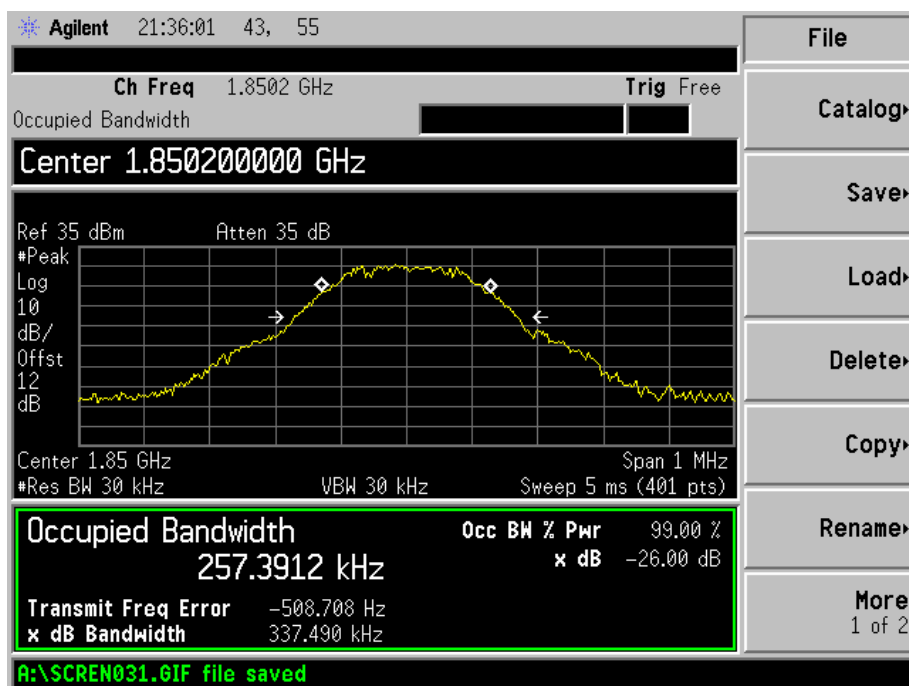 Agilent 21:36:01 43, 55
File
Ch Freq 1.8502 GHz Trig Free
Occupied Bandwidth
Catalog
Center 1.850200000 GHz
Save
Ref 35 dBm Atten 35 dB
#Peak
Log
10
dB/
Offst
12
dB
Load
Delete
Center 1.85 GHz Span 1 MHz
#Res BW 30 kHz VBW 30 kHz Sweep 5 ms (401 pts)
Copy
Occupied Bandwidth Occ BW % Pwr 99.00 %
257.3912 kHz x dB -26.00 dB
Rename
Transmit Freq Error -508.708 Hz
x dB Bandwidth 337.490 kHz
More
1 of 2
A:\SCREN031.GIF file saved